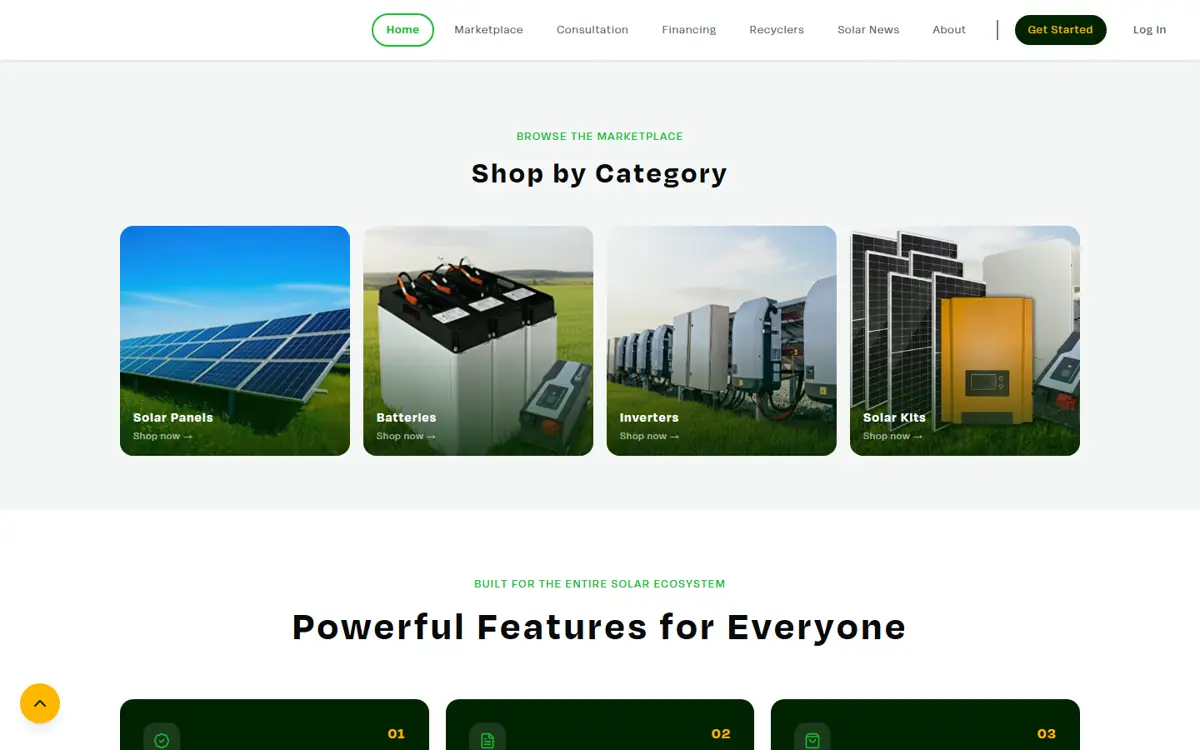 Home
Marketplace
Consultation
Financing
Recyclers
Solar News
About
Get Started
Log In
BROWSE THE MARKETPLACE
Shop by Category
Solar Panels
Shop now →
Batteries
Shop now →
Inverters
Shop now →
Solar Kits
Shop now →
BUILT FOR THE ENTIRE SOLAR ECOSYSTEM
Powerful Features for Everyone
01
02
03